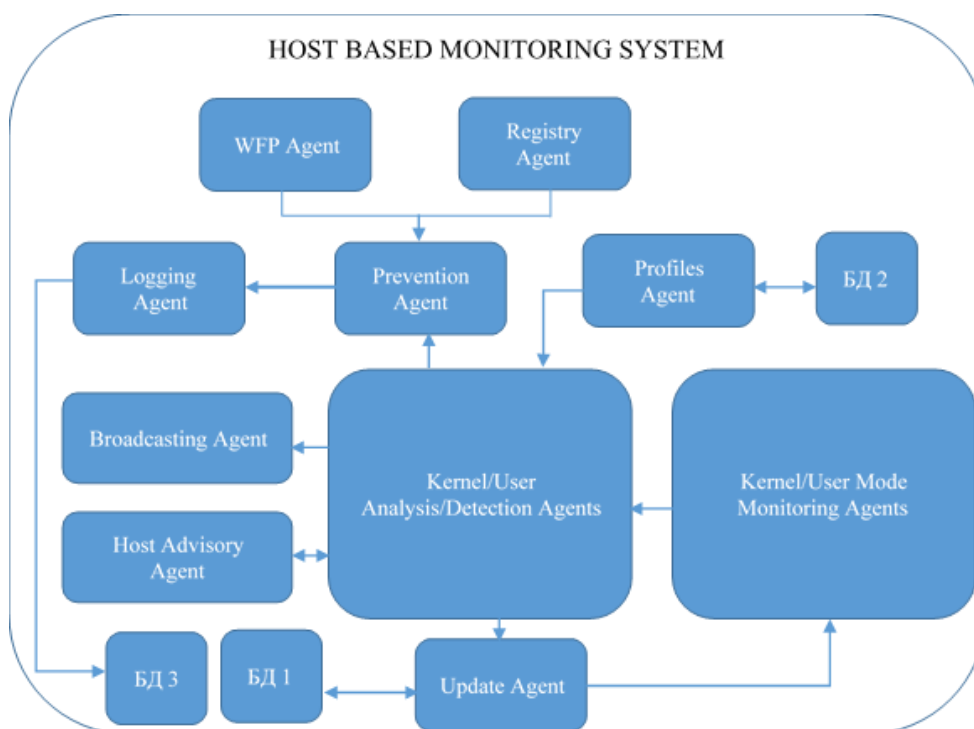 HOST BASED MONITORING SYSTEM
WFP Agent
Registry
Agent
Logging
Agent
Prevention
Agent
Profiles
Agent
БД 2
Broadcasting Agent
Kernel/User
Analysis/Detection Agents
Kernel/User Mode
Monitoring Agents
Host Advisory
Agent
БД 3
БД 1
Update Agent